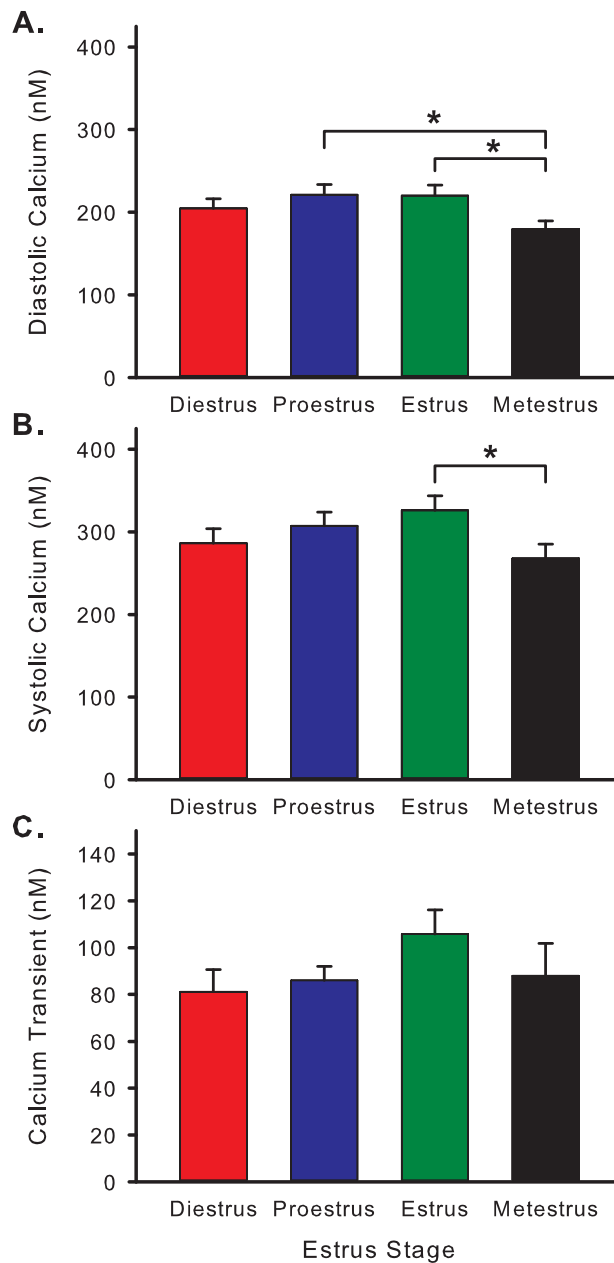 A.
Diastolic Calcium (nM)
400
300
200
100
0
*
*
Diestrus Proestrus Estrus Metestrus
B.
Systolic Calcium (nM)
400
300
200
100
0
*
Diestrus Proestrus Estrus Metestrus
C.
Calcium Transient (nM)
140
120
100
80
60
40
20
0
Diestrus Proestrus Estrus Metestrus
Estrus Stage